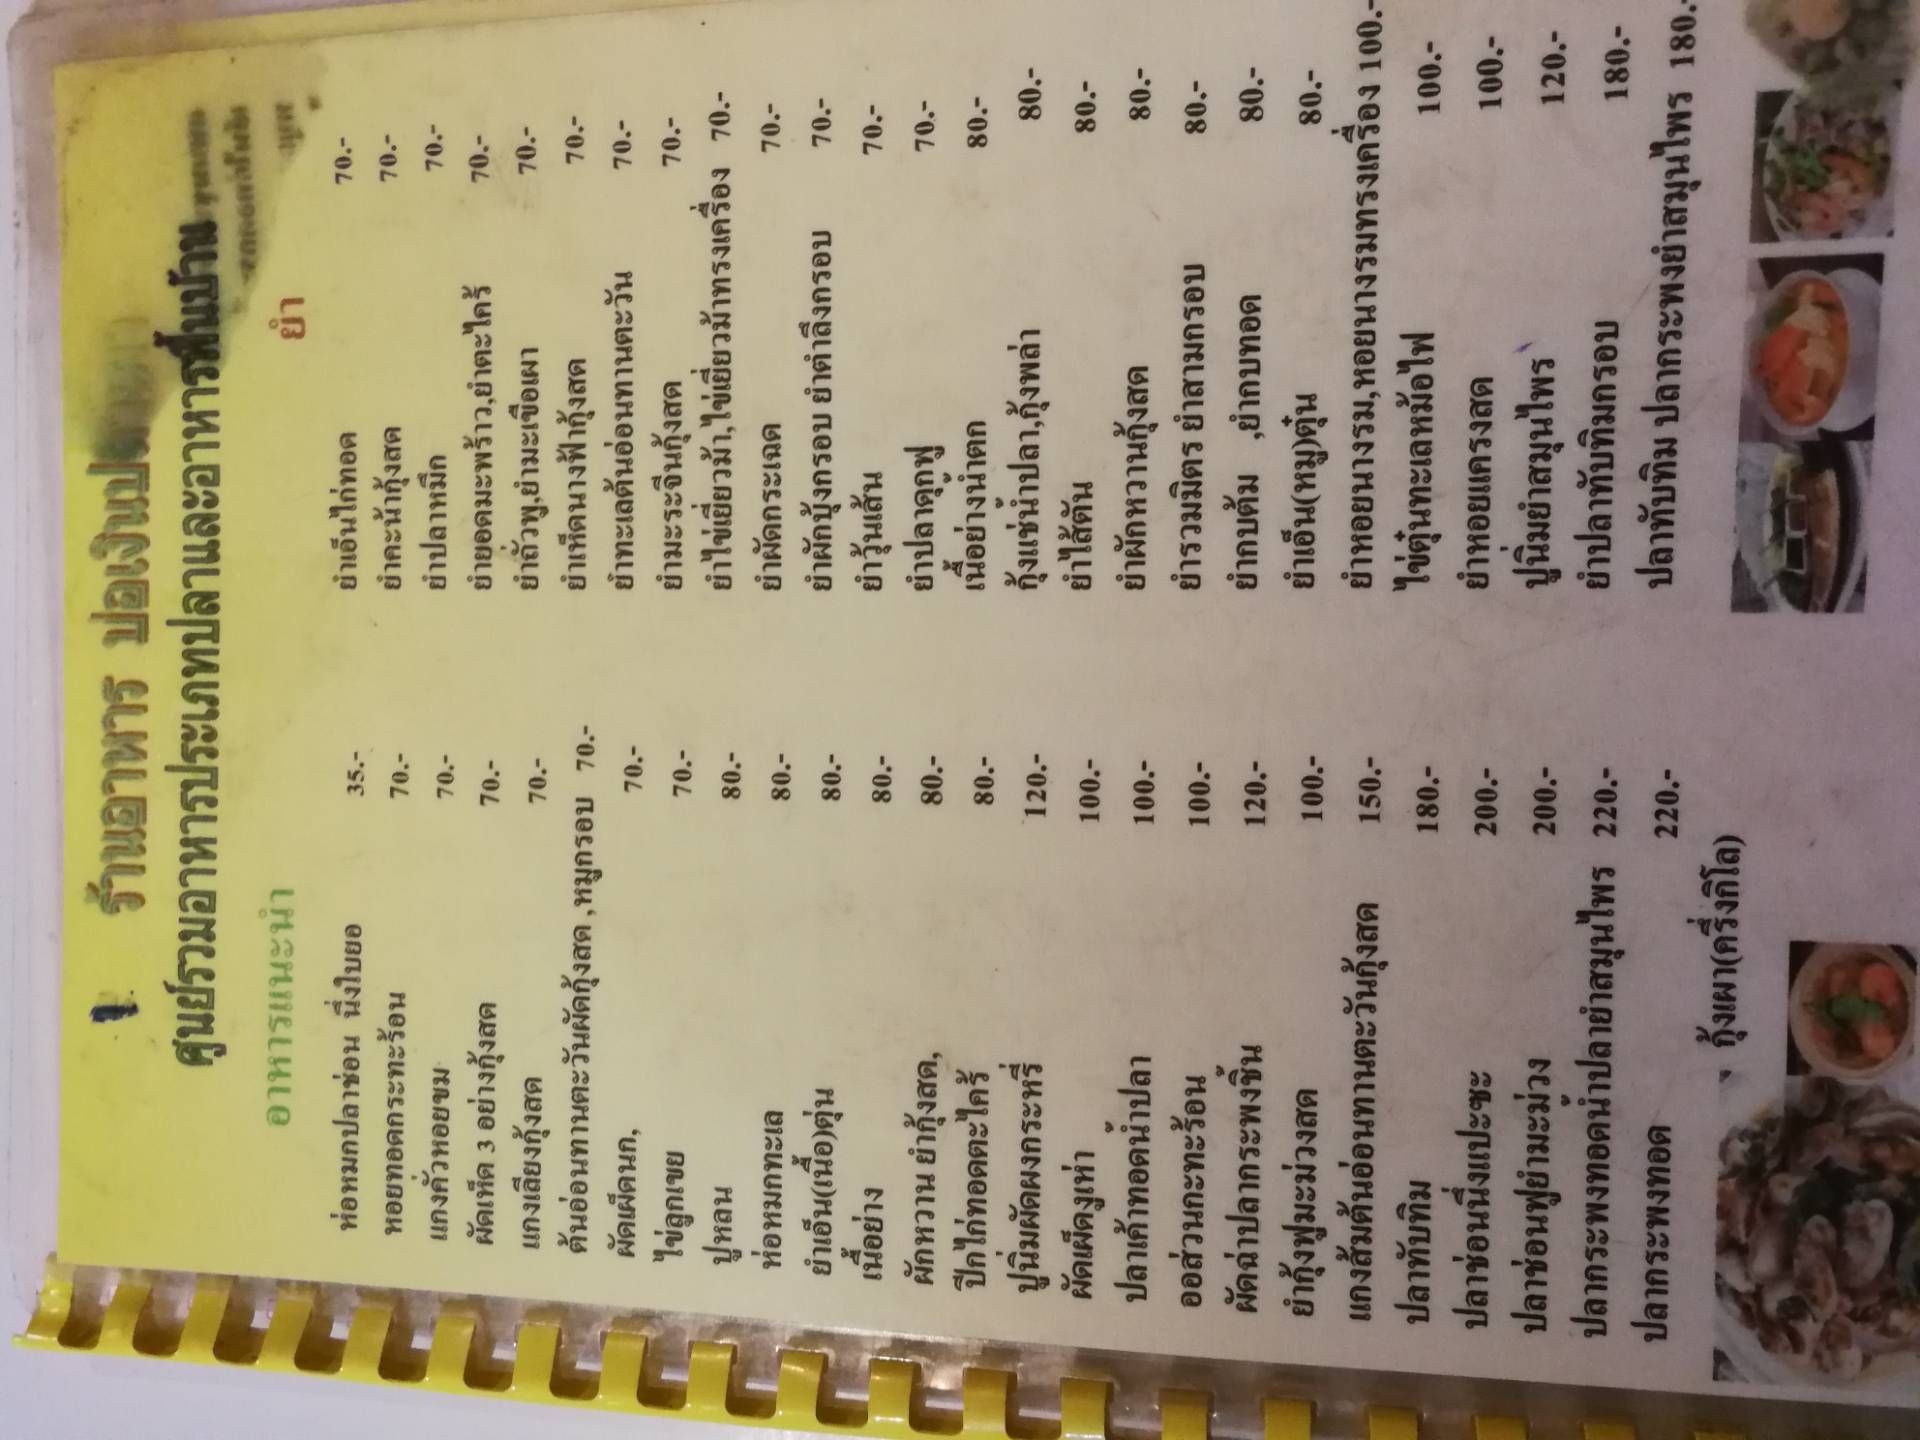 1
ร้านอาหาร ปอเงินปลาเผา
ศูนย์รวมอาหารประเภทปลาและอาหารพื้นบ้าน
อาหารแนะนำ
ห่อหมกปลาช่อน นึ่งใบยอ 35.-
หอยทอดกระทะร้อน 70.-
แกงคั่วหอยขม 70.-
ผัดเห็ด 3 อย่างกุ้งสด 70.-
แกงเลียงกุ้งสด 70.-
ต้นอ่อนทานตะวันผัดกุ้งสด ,หมูกรอบ 70.-
ผัดเผ็ดนก, 70.-
ไข่ลูกเขย 70.-
ปูหลน 80.-
ห่อหมกทะเล 80.-
ยำเอ็น(เนื้อ)ตุ่น 80.-
เนื้อย่าง 80.-
ผักหวาน ยำกุ้งสด, 80.-
ปีกไก่ทอดตะไคร้ 80.-
ปูนิ่มผัดผงกระหรี่ 120.-
ผัดเผ็ดงูเห่า 100.-
ปลาเค้าทอดน้ำปลา 100.-
ออส่วนกะทะร้อน 100.-
ผัดฉ่าปลากระพงชิ้น 120.-
ยำกุ้งฟูมะม่วงสด 100.-
แกงส้มต้นอ่อนทานตะวันกุ้งสด 150.-
ปลาทับทิม 180.-
ปลาช่อนนึ่งแปะซะ 200.-
ปลาช่อนฟูยำมะม่วง 200.-
ปลากระพงทอดน้ำปลายำสมุนไพร 220.-
ปลากระพงทอด 220.-
กุ้งเผา(ครึ่งกิโล)
ยำ
ยำเอ็นไก่ทอด 70.-
ยำคะน้ากุ้งสด 70.-
ยำปลาหมึก 70.-
ยำยอดมะพร้าว,ยำตะไคร้ 70.-
ยำถั่วพู,ยำมะเขือเผา 70.-
ยำเห็ดนางฟ้ากุ้งสด 70.-
ยำทะเลต้นอ่อนทานตะวัน 70.-
ยำมะระจีนกุ้งสด 70.-
ยำไข่เยี่ยวม้า,ไข่เยี่ยวม้าทรงเครื่อง 70.-
ยำผัดกระเฉด 70.-
ยำผักบุ้งกรอบ ยำตำลึงกรอบ 70.-
ยำวุ้นเส้น 70.-
ยำปลาดุกฟู 70.-
เนื้อย่างน้ำตก 80.-
กุ้งแช่น้ำปลา,กุ้งพล่า 80.-
ยำไส้ตัน 80.-
ยำผักหวานกุ้งสด 80.-
ยำรวมมิตร ยำสามกรอบ 80.-
ยำกบต้ม ,ยำกบทอด 80.-
ยำเอ็น(หมู)ตุ๋น 80.-
ยำหอยนางรม,หอยนางรมทรงเครื่อง 100.-
ไข่ตุ๋นทะเลหม้อไฟ 100.-
ยำหอยแครงสด 100.-
ปูนิ่มยำสมุนไพร 120.-
ยำปลาทับทิมกรอบ 180.-
ปลาทับทิม ปลากระพงยำสมุนไพร 180.-